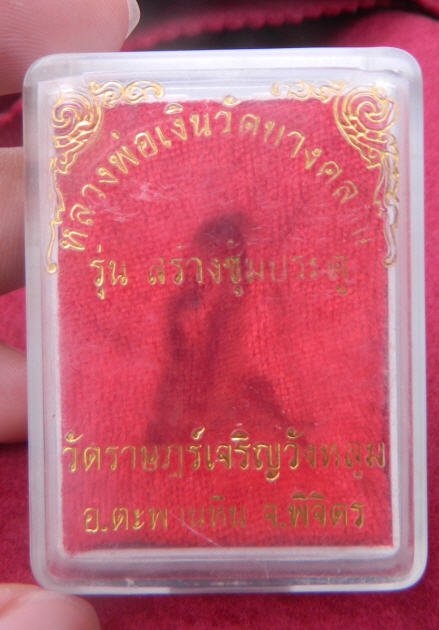 หลวงพ่อเงินวัดบางคลาน
รุ่น สร้างซุ้มประตู
วัดราษฎร์เจริญวังหลุม
อ.ตะพานหิน จ.พิจิตร